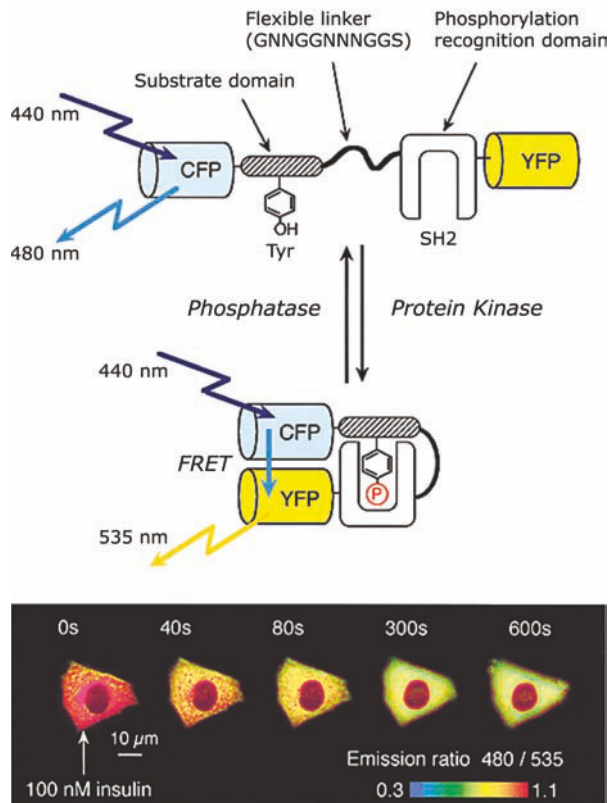 Flexible linker
(GNNGGNNNGGS)
Phosphorylation
recognition domain
Substrate domain
440 nm
CFP
YFP
OH
Tyr
SH2
480 nm
Phosphatase
Protein Kinase
440 nm
CFP
FRET
YFP
P
535 nm
0s
40s
80s
300s
600s
10 µm
100 nM insulin
Emission ratio 480 / 535
0.3
1.1